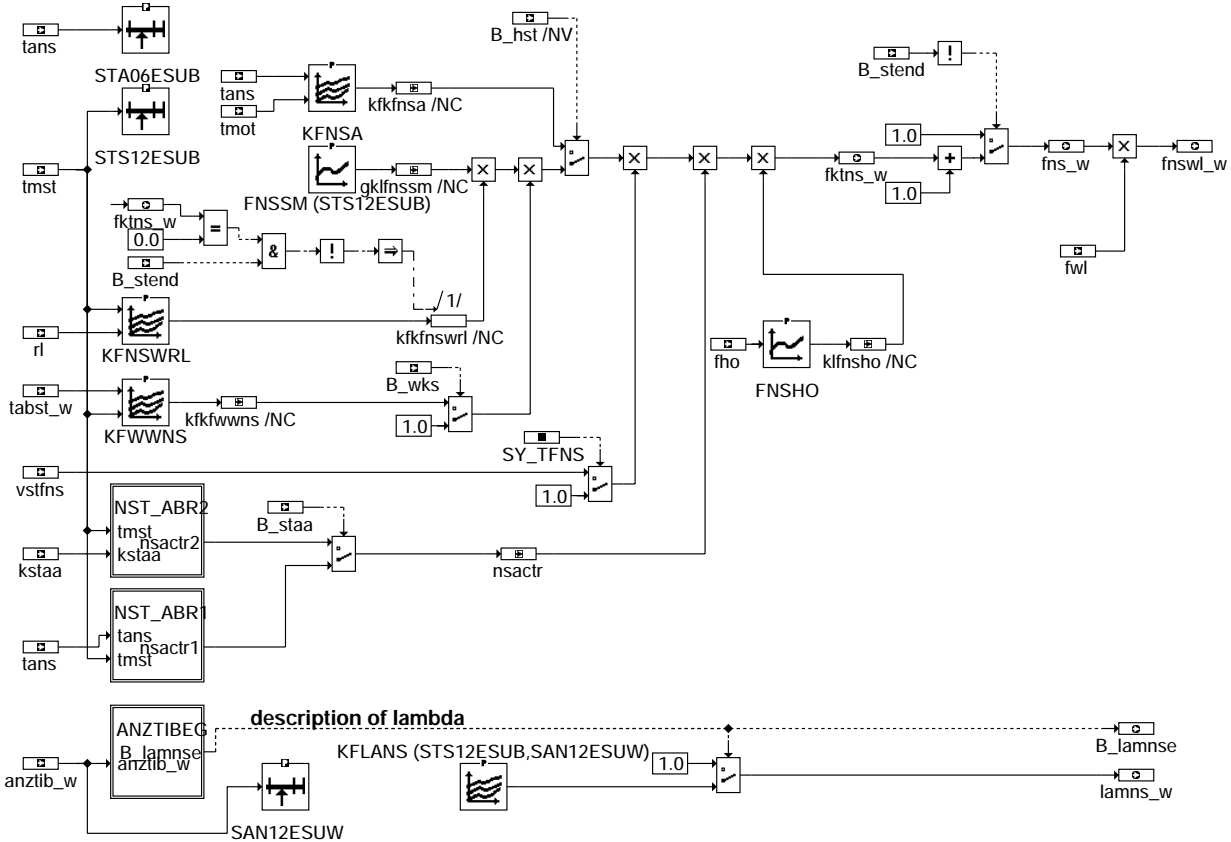 tans
STA06ESUB
STS12ESUB
tmst
B_hst /NV
tans
tmot
kfkfnsa /NC
KFNSA
gklfnssm /NC
FNSSM (STS12ESUB)
B_stend
!
1.0
fktns_w
+
1.0
fns_w
fnswl_w
fwl
fktns_w
0.0
=
B_stend
&
!
⇒
/1/
kfkfnswrl /NC
rl
KFNSWRL
fho
FNSHO
klfnsho /NC
tabst_w
KFWWNS
kfkfwwns /NC
B_wks
1.0
SY_TFNS
1.0
vstfns
NST_ABR2
tmst
nsactr2
kstaa
kstaa
B_staa
nsactr
NST_ABR1
tans
nsactr1
tmst
tans
description of lambda
ANZTIBEG
B_lamnse
anztib_w
anztib_w
SAN12ESUW
KFLANS (STS12ESUB,SAN12ESUW)
1.0
B_lamnse
lamns_w